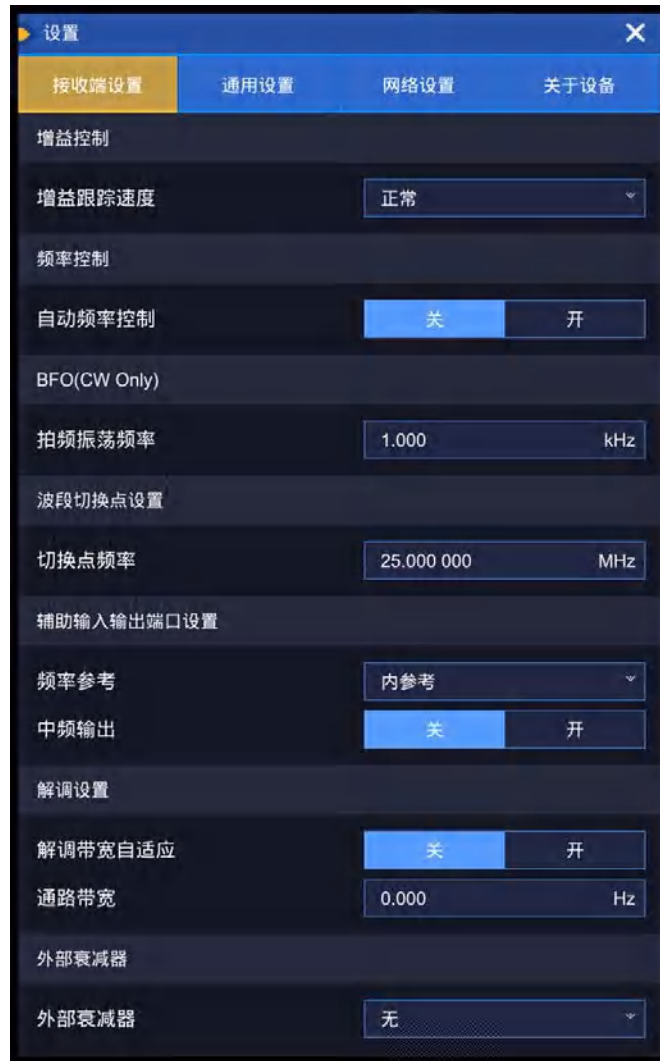 设置
接收端设置 通用设置 网络设置 关于设备
增益控制
增益跟踪速度 正常
频率控制
自动频率控制 关 开
BFO(CW Only)
拍频振荡频率 1.000 kHz
波段切换点设置
切换点频率 25.000 000 MHz
辅助输入输出端口设置
频率参考 内参考
中频输出 关 开
解调设置
解调带宽自适应 关 开
通路带宽 0.000 Hz
外部衰减器
外部衰减器 无